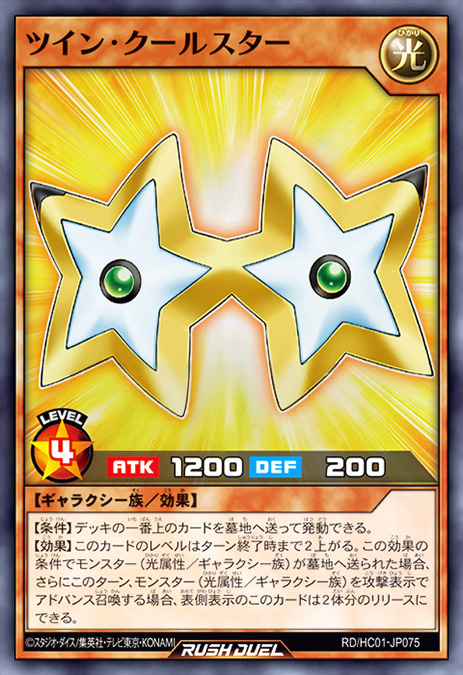 ツイン・クールスター
ひかり
光
LEVEL
4
ATK 1200 DEF 200
【ギャラクシー族／効果】
【条件】デッキの一番上のカードを墓地へ送って発動できる。
【効果】このカードのレベルはターン終了時まで２上がる。この効果の
条件でモンスター（光属性／ギャラクシー族）が墓地へ送られた場合、
さらにこのターン、モンスター（光属性／ギャラクシー族）を攻撃表示で
アドバンス召喚する場合、表側表示のこのカードは２体分のリリースに
できる。
©スタジオ・ダイス/集英社・テレビ東京・KONAMI
RUSH DUEL
RD/HC01-JP075